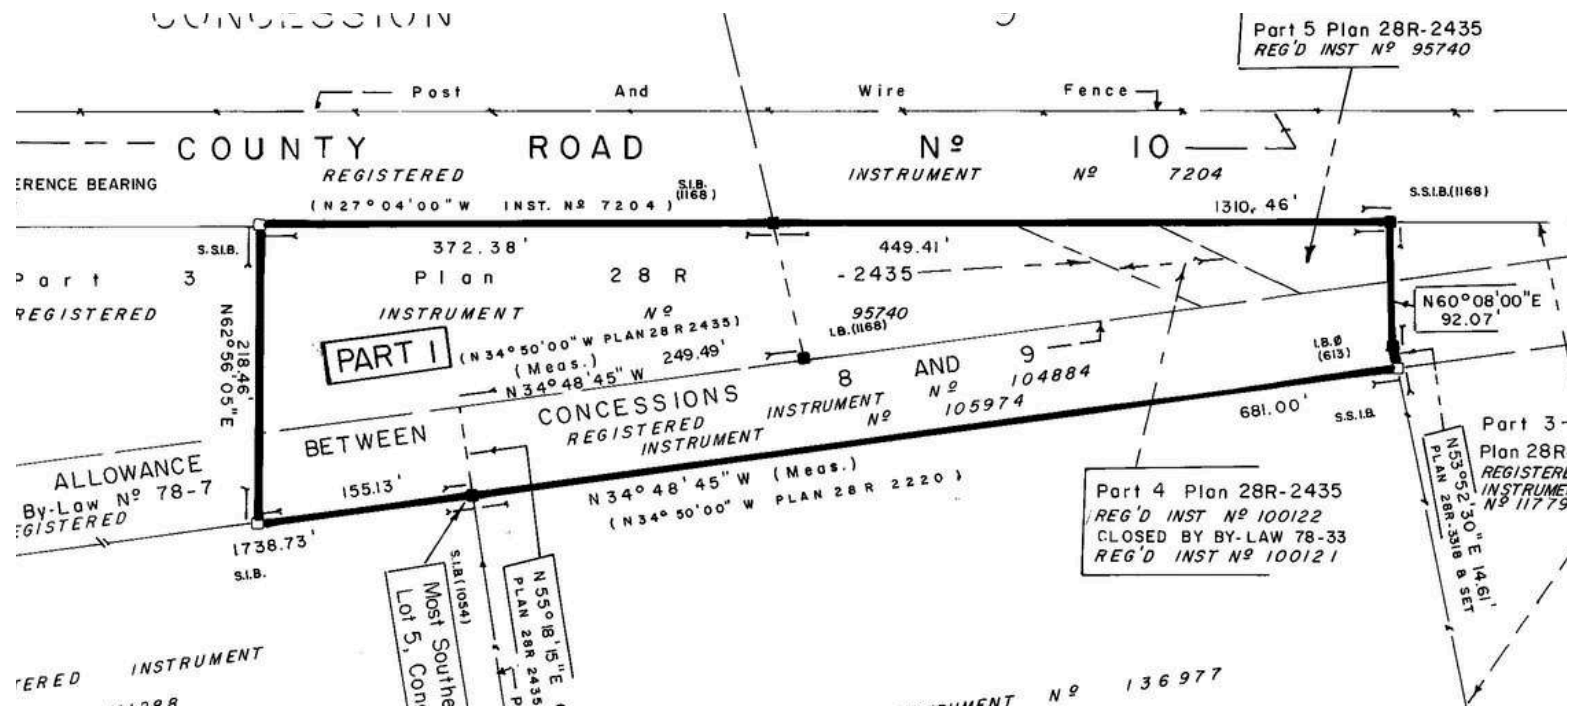 CONCESSION 9
Part 5 Plan 28R-2435
REG'D INST Nº 95740
Post And Wire Fence
COUNTY ROAD Nº 10
ERENCE BEARING
REGISTERED INSTRUMENT Nº 7204
(N27°04'00"W INST. Nº 7204)
S.I.B.
(1168)
1310.46'
S.S.I.B.(1168)
S.S.I.B.
372.38'
449.41'
Part 3
Plan 28R-2435
REGISTERED
INSTRUMENT Nº 95740
N62°56'05"E
218.46'
PART 1
(N34°50'00"W PLAN 28R2435)
(Meas.)
N34°48'45"W
249.49'
I.B.(1168)
N60°08'00"E
92.07'
I.B.Ø
(613)
BETWEEN CONCESSIONS 8 AND 9
REGISTERED INSTRUMENT Nº 104884
INSTRUMENT Nº 105974
681.00'
S.S.I.B.
ALLOWANCE
By-Law Nº 78-7
EGISTERED
155.13'
N34°48'45"W (Meas.)
(N34°50'00"W PLAN 28R 2220)
1738.73'
S.I.B.
Part 4 Plan 28R-2435
REG'D INST Nº 100122
CLOSED BY BY-LAW 78-33
REG'D INST Nº 100121
N53°52'30"E 14.61'
PLAN 28R-3318 & SET
Part 3-
Plan 28R
REGISTERE
INSTRUME
Nº 11779
S.I.B(1054)
Most Southe
Lot 5, Con
N55°18'15"E
PLAN 28R 2435
TERED INSTRUMENT
INSTRUMENT Nº 136977